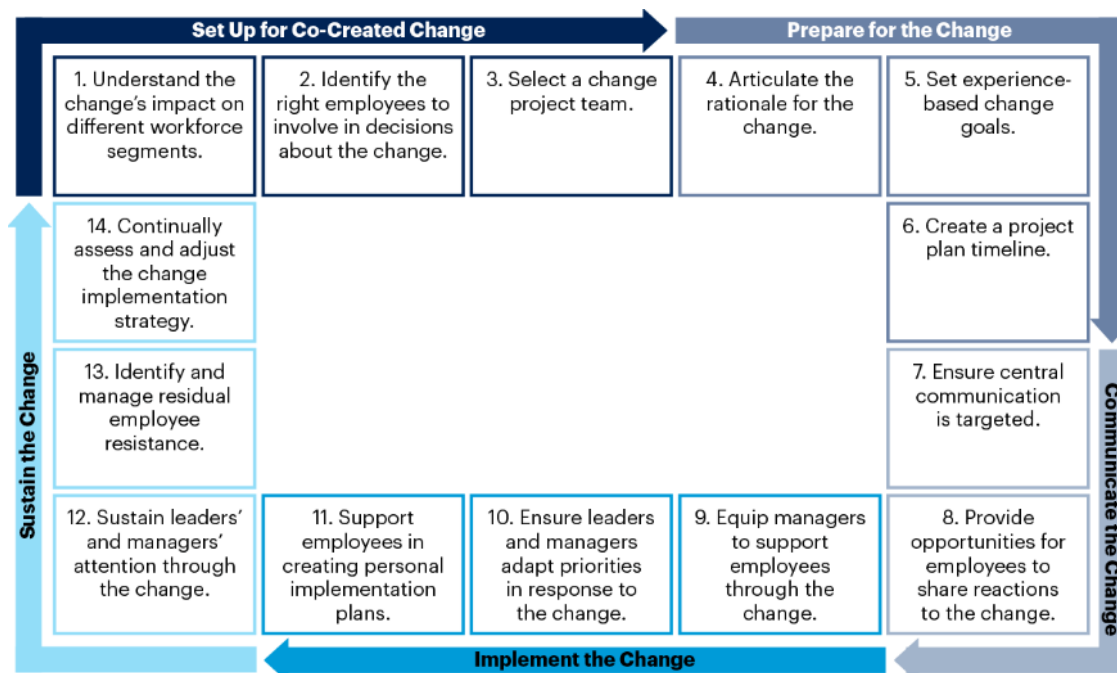 Set Up for Co-Created Change
Prepare for the Change
1. Understand the
change's impact on
different workforce
segments.
2. Identify the
right employees to
involve in decisions
about the change.
3. Select a change
project team.
4. Articulate the
rationale for the
change.
5. Set experience-
based change
goals.
6. Create a project
plan timeline.
7. Ensure central
communication
is targeted.
Communicate the Change
8. Provide
opportunities for
employees to
share reactions
to the change.
9. Equip managers
to support
employees
through the
change.
10. Ensure leaders
and managers
adapt priorities
in response to
the change.
11. Support
employees in
creating personal
implementation
plans.
Implement the Change
12. Sustain leaders'
and managers'
attention through
the change.
13. Identify and
manage residual
employee
resistance.
14. Continually
assess and adjust
the change
implementation
strategy.
Sustain the Change